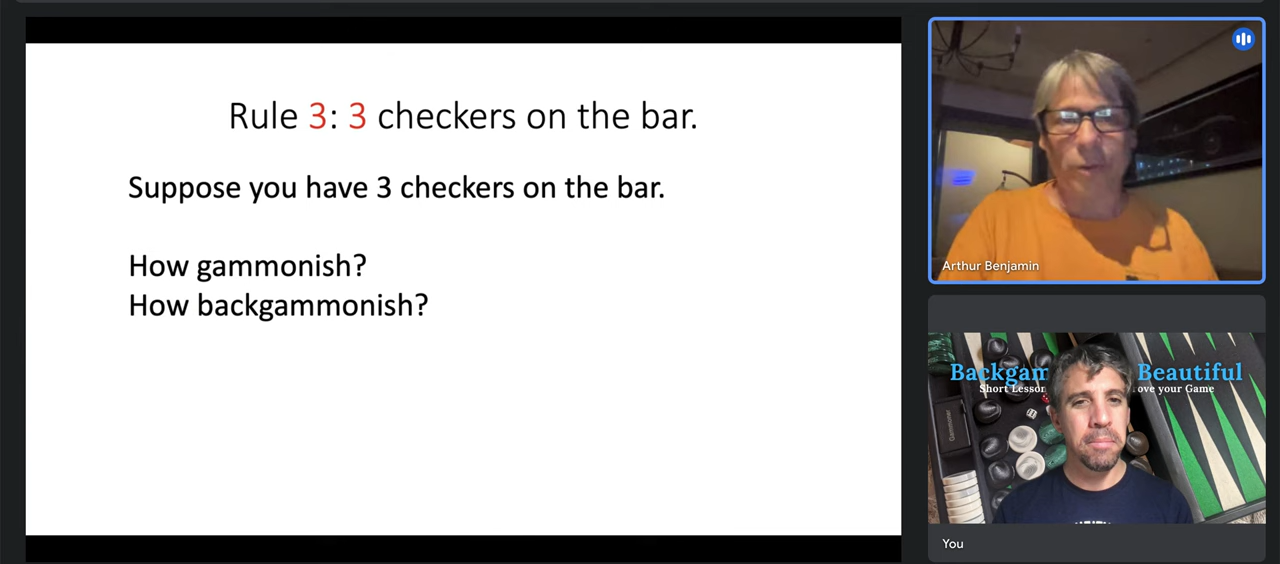 Rule 3: 3 checkers on the bar.
Suppose you have 3 checkers on the bar.
How gammonish?
How backgammonish?
Arthur Benjamin
Backgam Beautiful
Short Lesson ove your Game
You